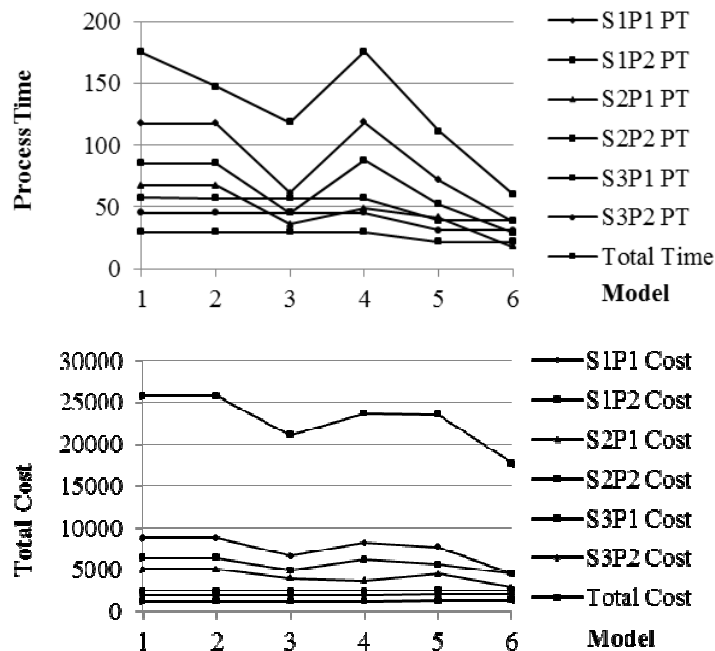 Process Time
200
150
100
50
0
1 2 3 4 5 6
Model
S1P1 PT
S1P2 PT
S2P1 PT
S2P2 PT
S3P1 PT
S3P2 PT
Total Time
Total Cost
30000
25000
20000
15000
10000
5000
0
1 2 3 4 5 6
Model
S1P1 Cost
S1P2 Cost
S2P1 Cost
S2P2 Cost
S3P1 Cost
S3P2 Cost
Total Cost